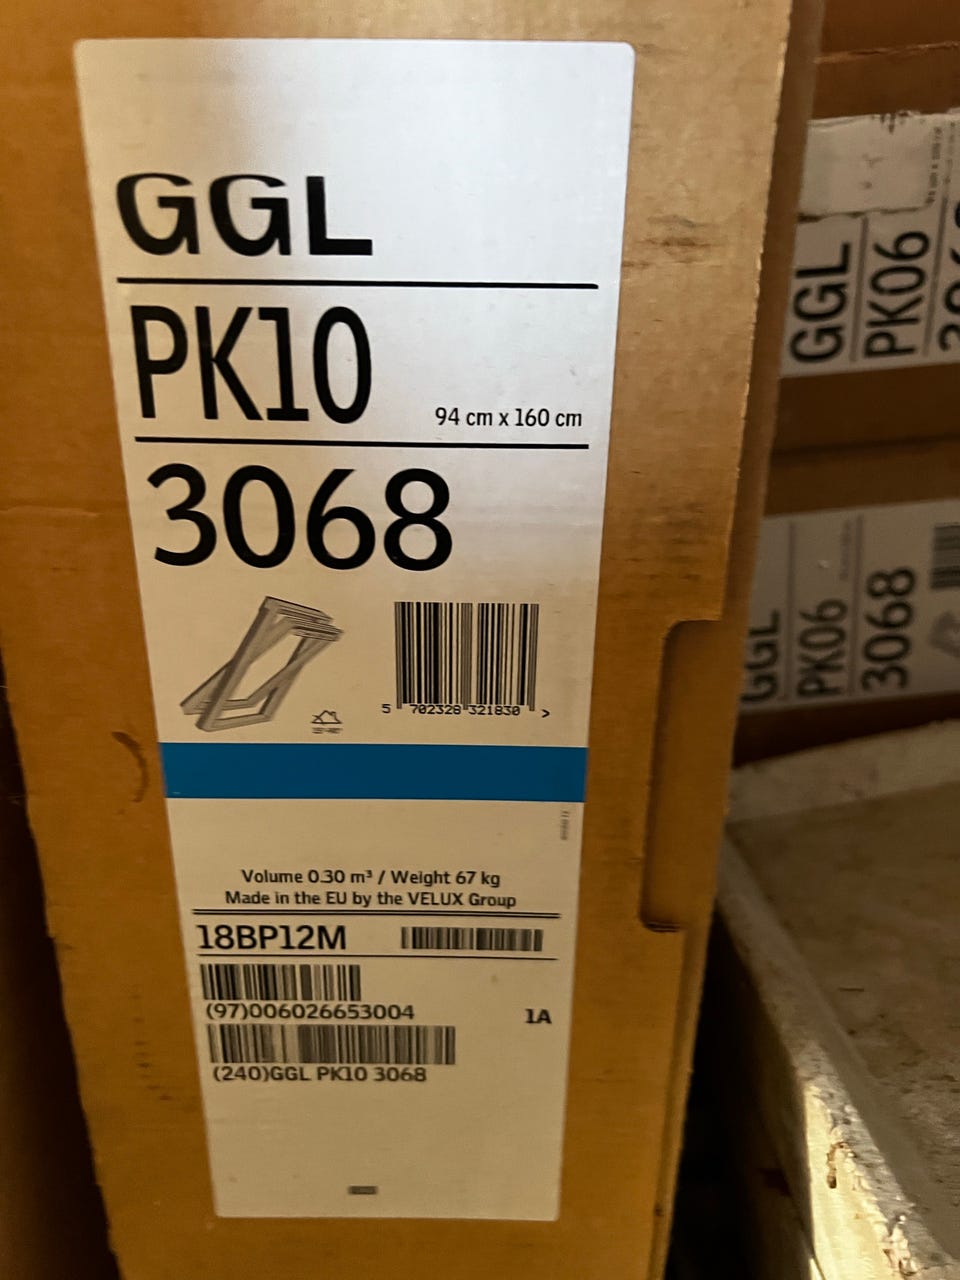 GGL
PK10
94 cm x 160 cm
3068
5 702328 321830 >
Volume 0.30 m³ / Weight 67 kg
Made in the EU by the VELUX Group
18BP12M
(97)006026653004
1A
(240)GGL PK10 3068
GGL
PK06
GGL
PK06
3068